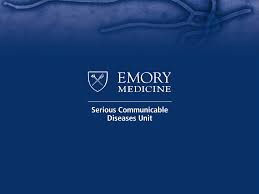 EMORY
MEDICINE
Serious Communicable
Diseases Unit